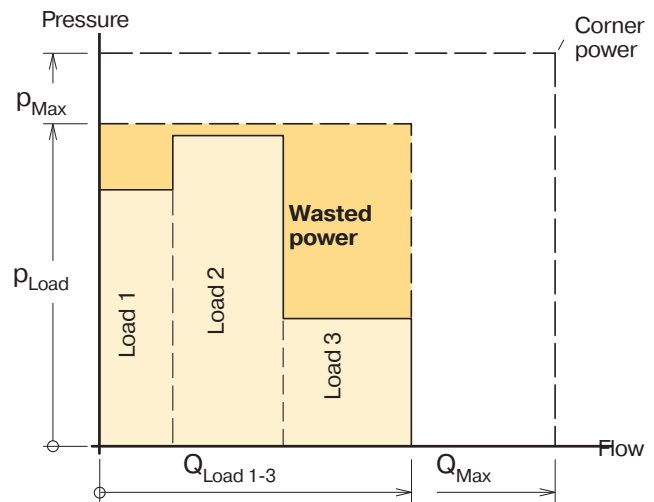 Pressure
Corner
power
pMax
Wasted
power
pLoad
Load 1
Load 2
Load 3
Flow
QLoad 1-3
QMax